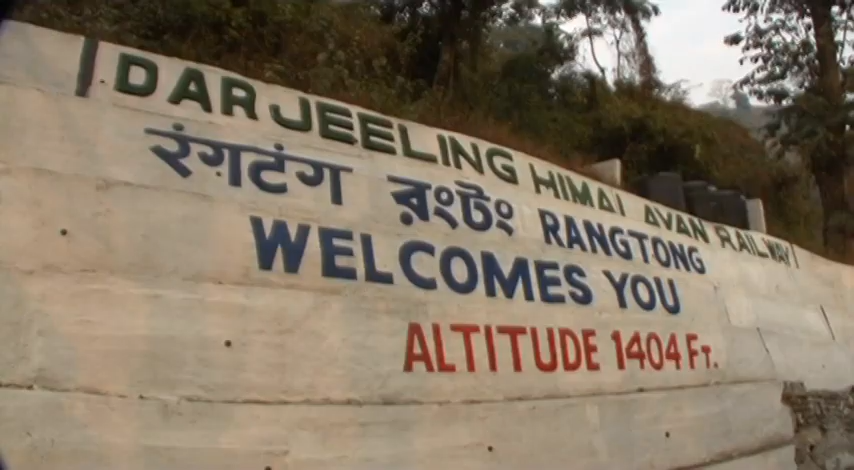 DARJEELING HIMALAYAN RAILWAY
रंगटंग রংটং RANGTONG
WELCOMES YOU
ALTITUDE 1404 FT.